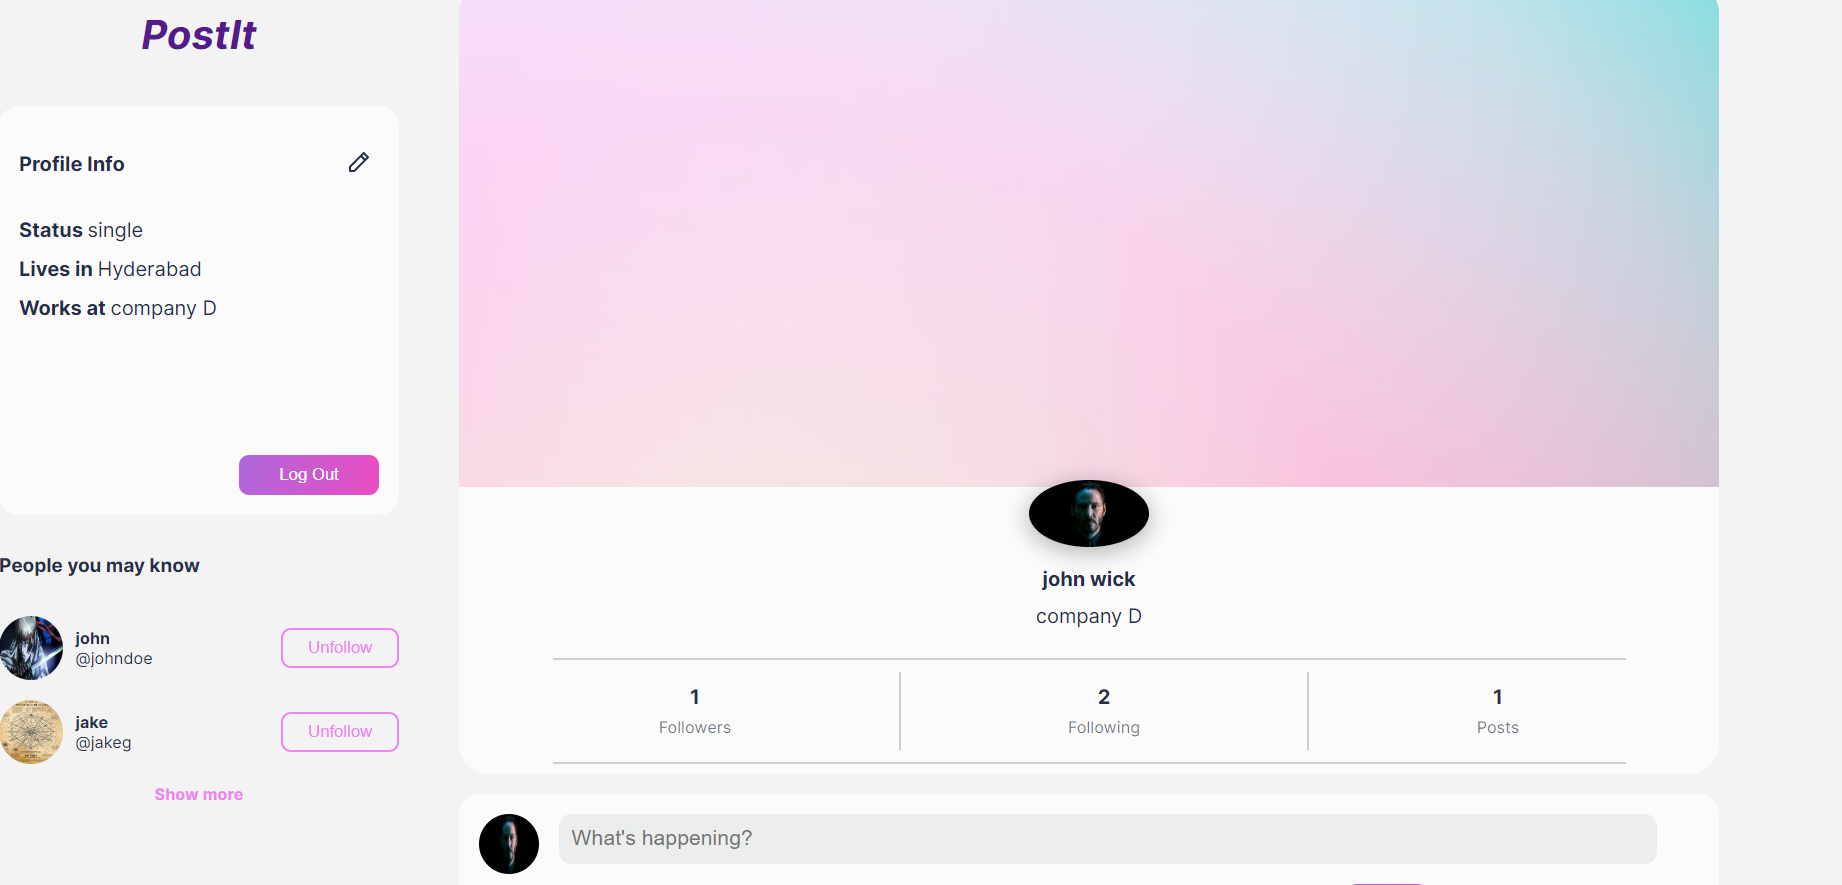 PostIt
Profile Info
Status single
Lives in Hyderabad
Works at company D
Log Out
People you may know
john
@johndoe
Unfollow
jake
@jakeg
Unfollow
Show more
john wick
company D
1
Followers
2
Following
1
Posts
What's happening?